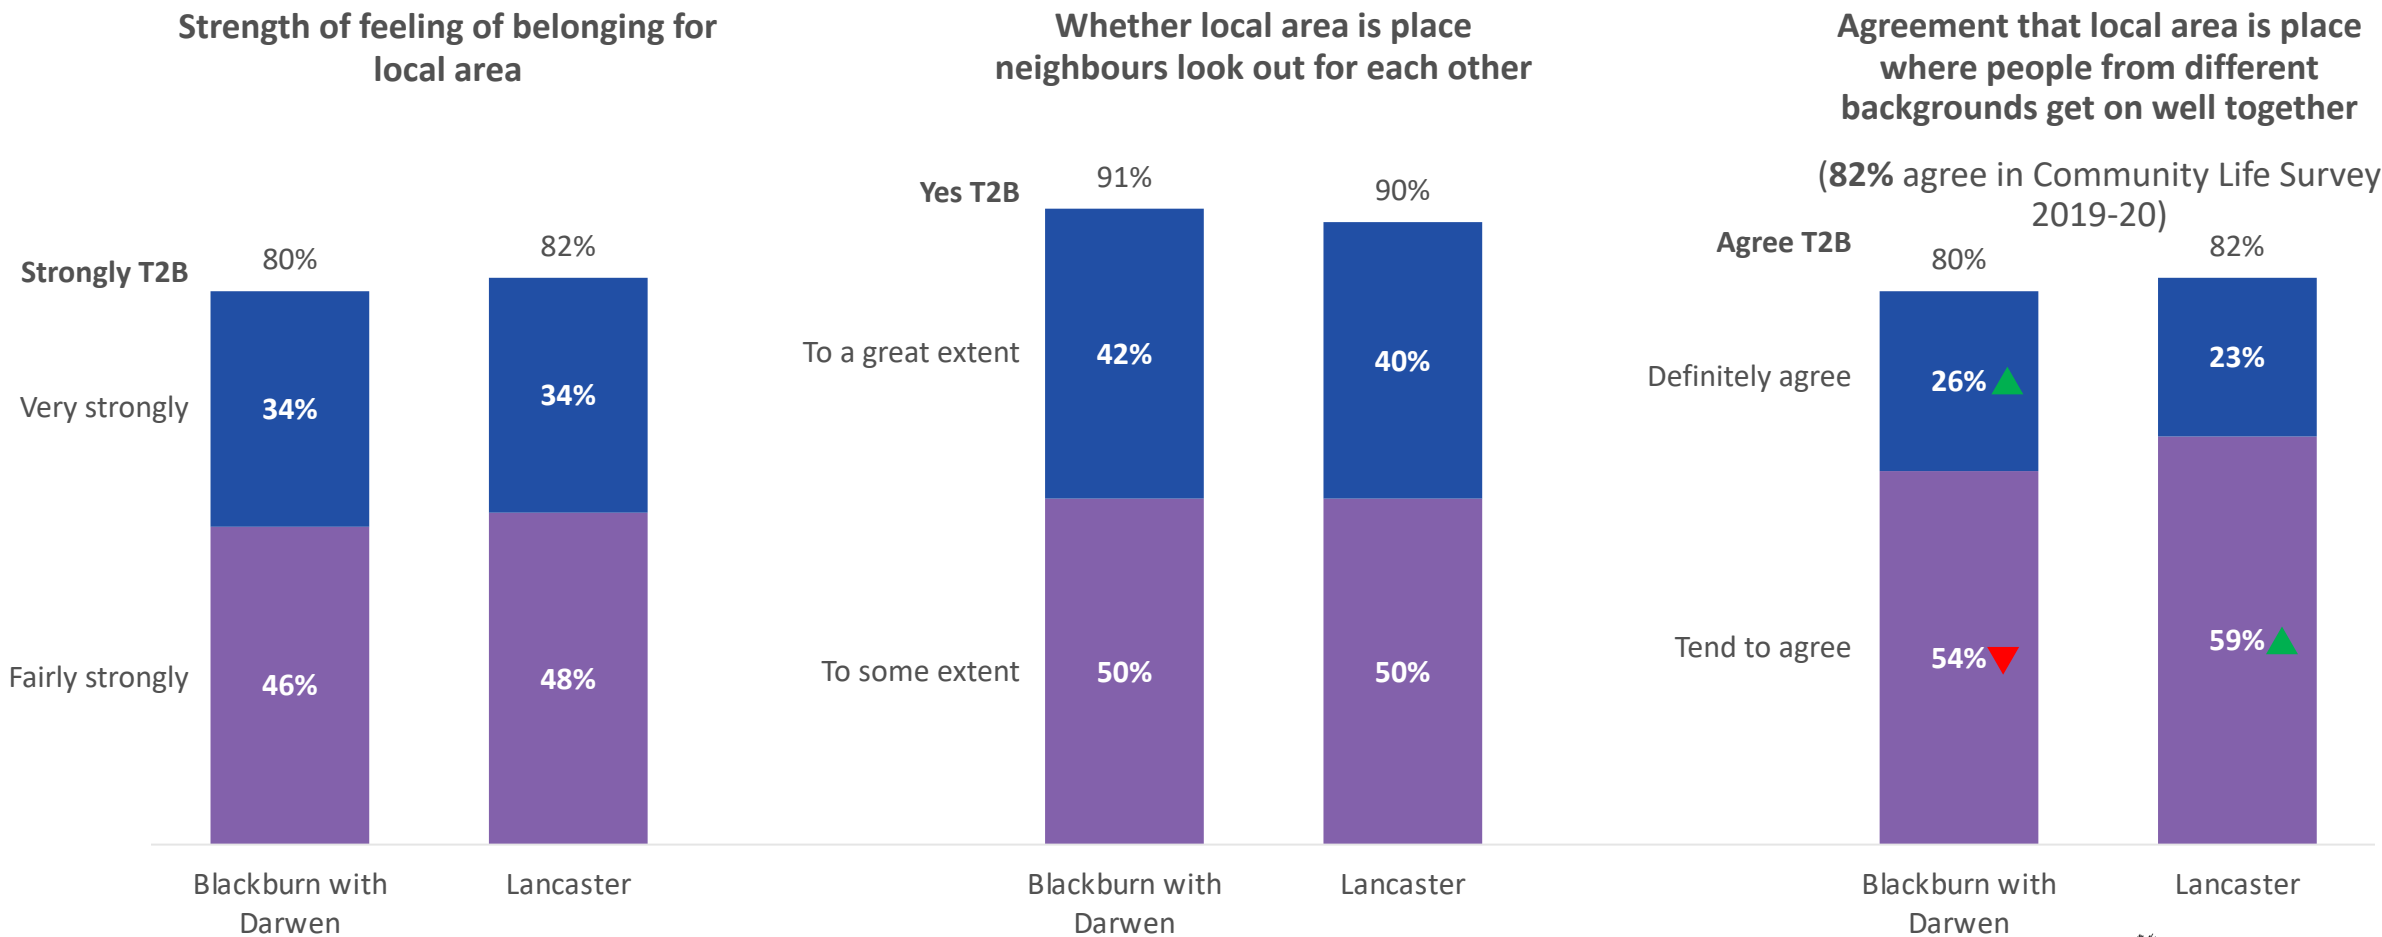 Strength of feeling of belonging for
local area
Strongly T2B
80%
82%
Very strongly
34%
34%
Fairly strongly
46%
48%
Blackburn with
Darwen
Lancaster
Whether local area is place
neighbours look out for each other
Yes T2B
91%
90%
To a great extent
42%
40%
To some extent
50%
50%
Blackburn with
Darwen
Lancaster
Agreement that local area is place
where people from different
backgrounds get on well together
(82% agree in Community Life Survey
2019-20)
Agree T2B
80%
82%
Definitely agree
26%
23%
Tend to agree
54%
59%
Blackburn with
Darwen
Lancaster